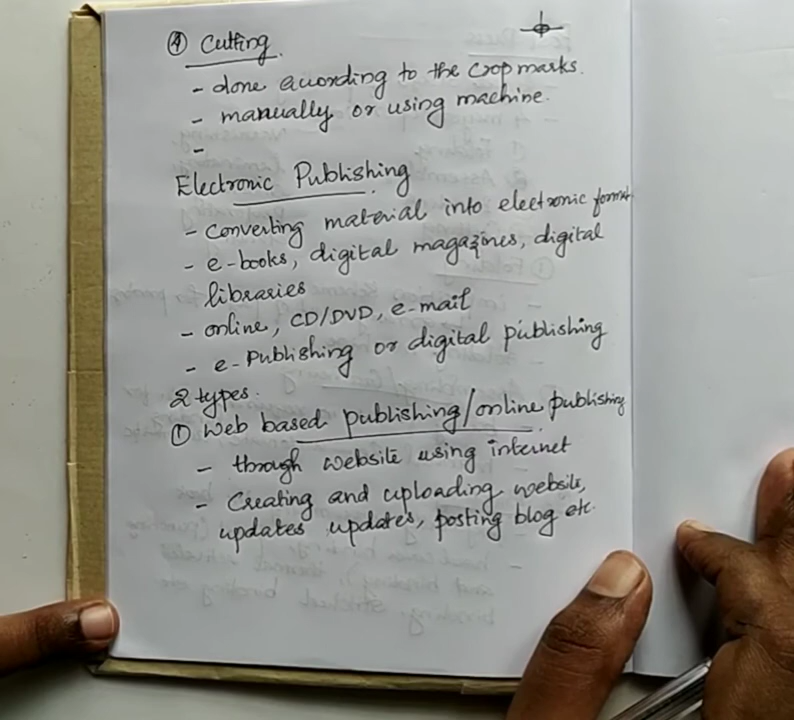 ④ Cutting.
- done according to the crop marks.
- manually or using machine.
-
Electronic Publishing
- Converting material into electronic format
- e-books, digital magazines, digital
libraries
- online, CD/DVD, e-mail
- e-Publishing or digital publishing
2 types.
① Web based publishing/online publishing
- through website using internet
- Creating and uploading website,
updates updates, posting blog etc.